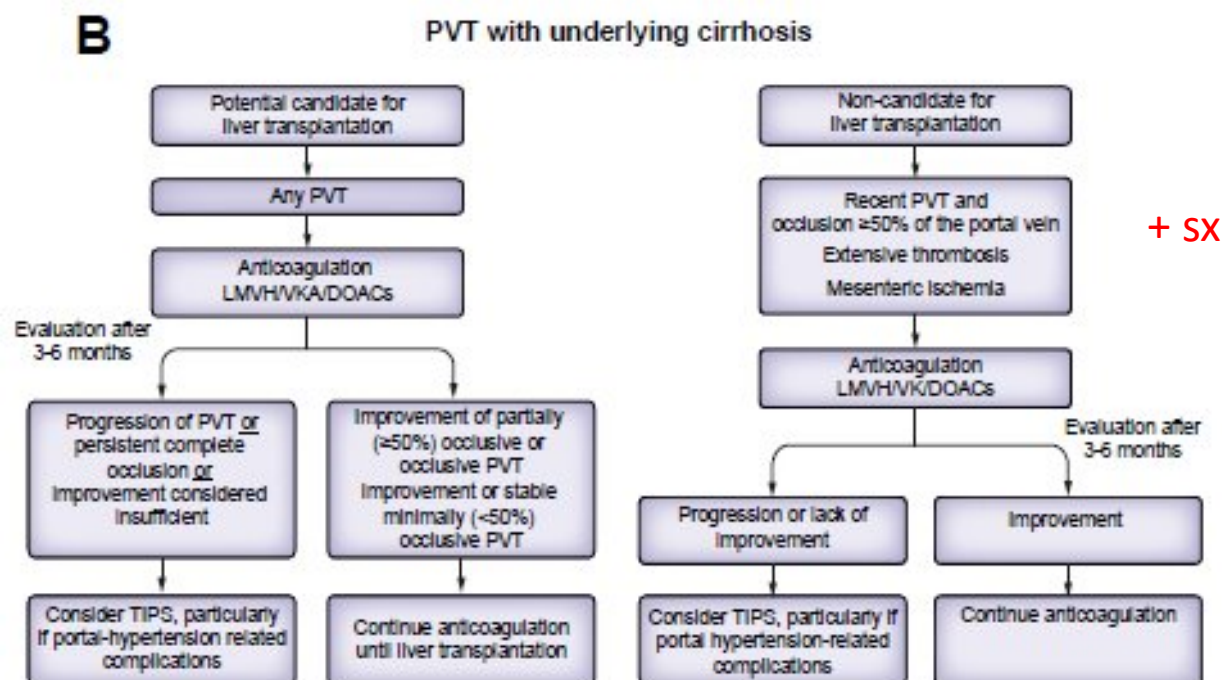 B
PVT with underlying cirrhosis
Potential candidate for
liver transplantation
Any PVT
Anticoagulation
LMVH/VKA/DOACs
Evaluation after
3-6 months
Progression of PVT or
persistent complete
occlusion or
Improvement considered
Insufficient
Improvement of partially
(≥50%) occlusive or
occlusive PVT
Improvement or stable
minimally (<50%)
occlusive PVT
Consider TIPS, particularly
If portal-hypertension related
complications
Continue anticoagulation
until liver transplantation
Non-candidate for
liver transplantation
Recent PVT and
occlusion ≥50% of the portal vein
Extensive thrombosis
Mesenteric Ischemia
+ sx
Anticoagulation
LMVH/VK/DOACs
Evaluation after
3-6 months
Progression or lack of
Improvement
Improvement
Consider TIPS, particularly if
portal hypertension-related
complications
Continue anticoagulation